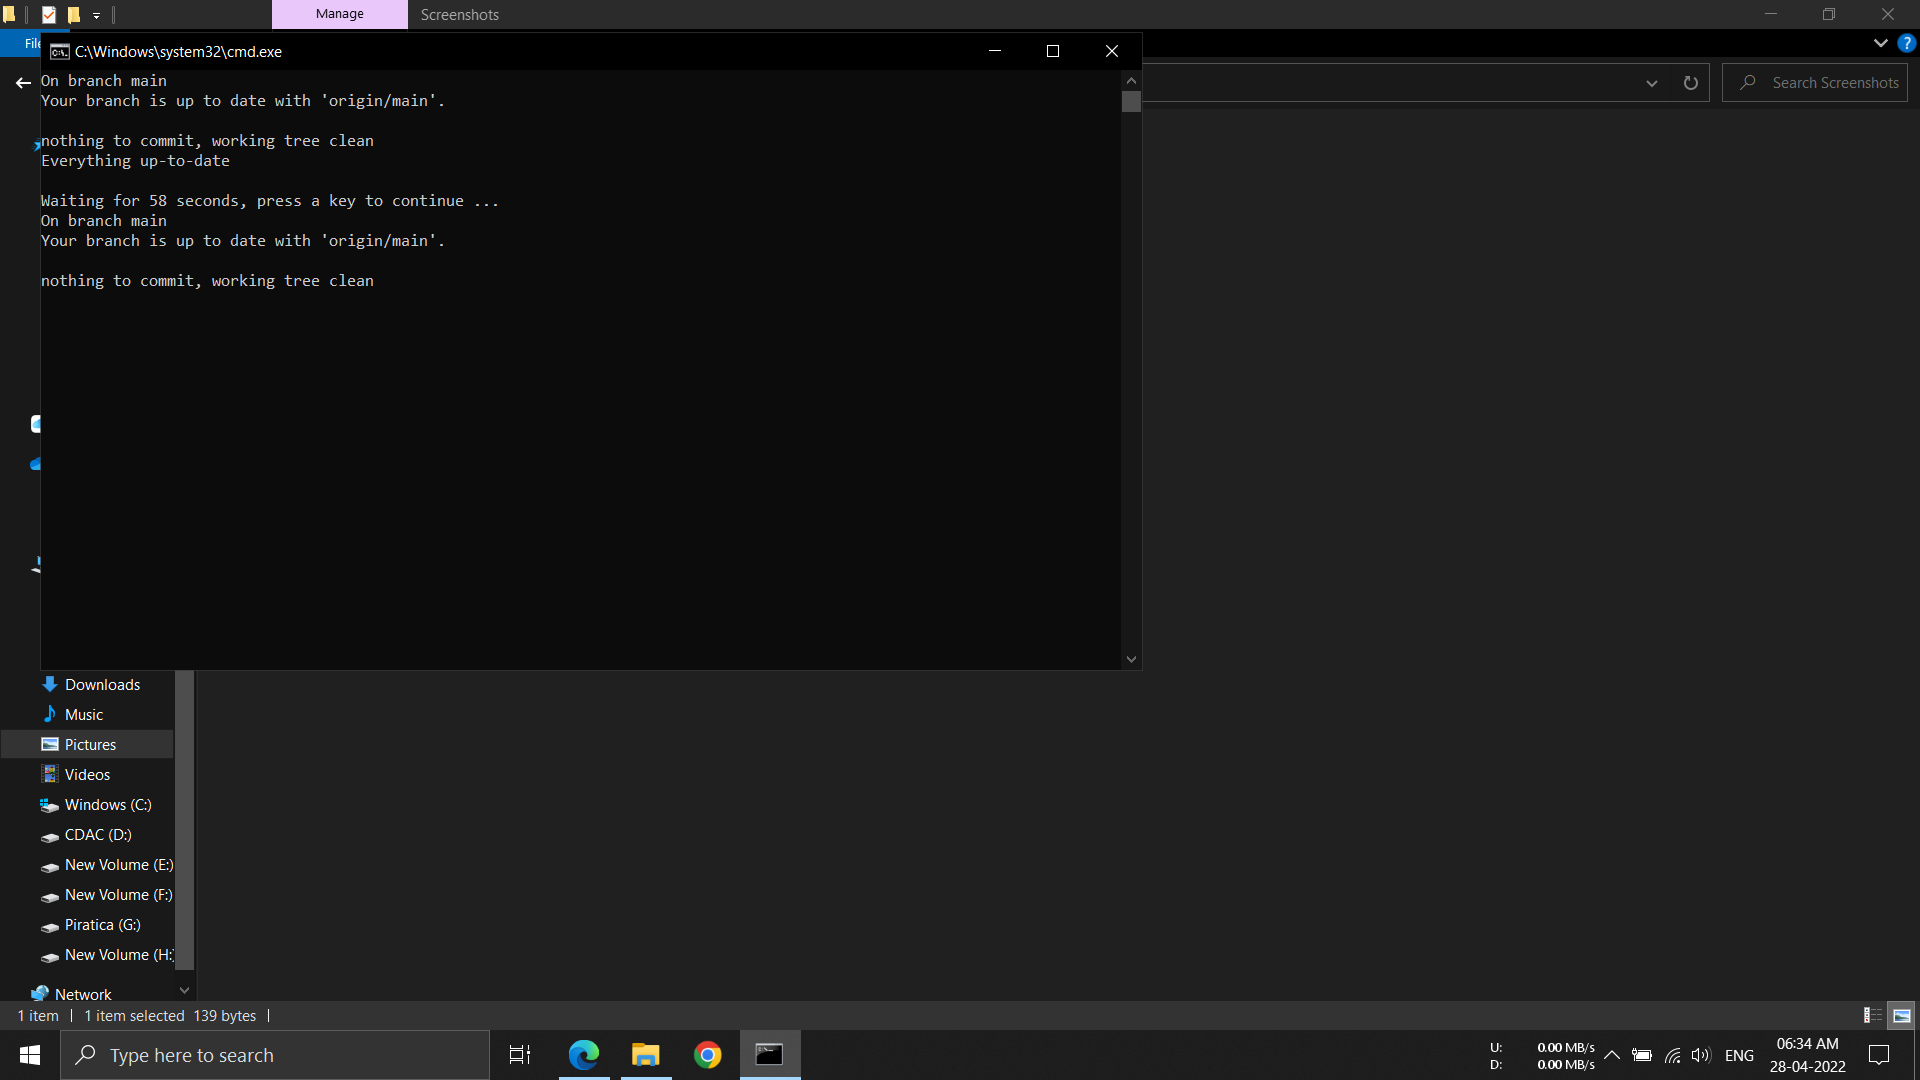 Manage
Screenshots
File
C:\Windows\system32\cmd.exe
On branch main
Your branch is up to date with 'origin/main'.
nothing to commit, working tree clean
Everything up-to-date
Waiting for 58 seconds, press a key to continue ...
On branch main
Your branch is up to date with 'origin/main'.
nothing to commit, working tree clean
Search Screenshots
Downloads
Music
Pictures
Videos
Windows (C:)
CDAC (D:)
New Volume (E:)
New Volume (F:)
Piratica (G:)
New Volume (H:)
Network
1 item
1 item selected 139 bytes
Type here to search
U: 0.00 MB/s
D: 0.00 MB/s
ENG
06:34 AM
28-04-2022